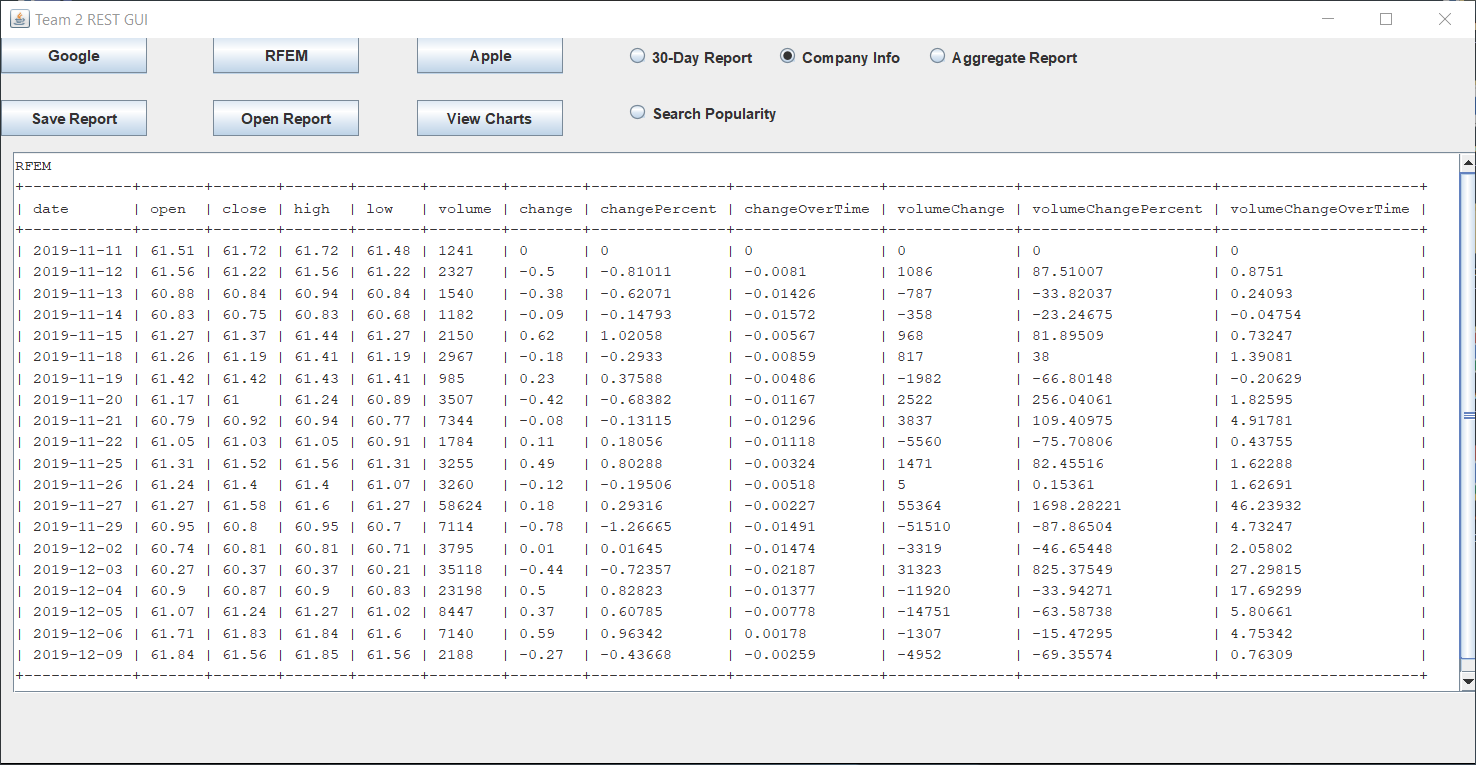 Team 2 REST GUI
Google RFEM Apple 30-Day Report Company Info Aggregate Report
Save Report Open Report View Charts Search Popularity
RFEM
+------------+-------+-------+-------+-------+--------+--------+---------------+----------------+--------------+---------------------+----------------------+
| date | open | close | high | low | volume | change | changePercent | changeOverTime | volumeChange | volumeChangePercent | volumeChangeOverTime |
+------------+-------+-------+-------+-------+--------+--------+---------------+----------------+--------------+---------------------+----------------------+
| 2019-11-11 | 61.51 | 61.72 | 61.72 | 61.48 | 1241 | 0 | 0 | 0 | 0 | 0 | 0 |
| 2019-11-12 | 61.56 | 61.22 | 61.56 | 61.22 | 2327 | -0.5 | -0.81011 | -0.0081 | 1086 | 87.51007 | 0.8751 |
| 2019-11-13 | 60.88 | 60.84 | 60.94 | 60.84 | 1540 | -0.38 | -0.62071 | -0.01426 | -787 | -33.82037 | 0.24093 |
| 2019-11-14 | 60.83 | 60.75 | 60.83 | 60.68 | 1182 | -0.09 | -0.14793 | -0.01572 | -358 | -23.24675 | -0.04754 |
| 2019-11-15 | 61.27 | 61.37 | 61.44 | 61.27 | 2150 | 0.62 | 1.02058 | -0.00567 | 968 | 81.89509 | 0.73247 |
| 2019-11-18 | 61.26 | 61.19 | 61.41 | 61.19 | 2967 | -0.18 | -0.2933 | -0.00859 | 817 | 38 | 1.39081 |
| 2019-11-19 | 61.42 | 61.42 | 61.43 | 61.41 | 985 | 0.23 | 0.37588 | -0.00486 | -1982 | -66.80148 | -0.20629 |
| 2019-11-20 | 61.17 | 61 | 61.24 | 60.89 | 3507 | -0.42 | -0.68382 | -0.01167 | 2522 | 256.04061 | 1.82595 |
| 2019-11-21 | 60.79 | 60.92 | 60.94 | 60.77 | 7344 | -0.08 | -0.13115 | -0.01296 | 3837 | 109.40975 | 4.91781 |
| 2019-11-22 | 61.05 | 61.03 | 61.05 | 60.91 | 1784 | 0.11 | 0.18056 | -0.01118 | -5560 | -75.70806 | 0.43755 |
| 2019-11-25 | 61.31 | 61.52 | 61.56 | 61.31 | 3255 | 0.49 | 0.80288 | -0.00324 | 1471 | 82.45516 | 1.62288 |
| 2019-11-26 | 61.24 | 61.4 | 61.4 | 61.07 | 3260 | -0.12 | -0.19506 | -0.00518 | 5 | 0.15361 | 1.62691 |
| 2019-11-27 | 61.27 | 61.58 | 61.6 | 61.27 | 58624 | 0.18 | 0.29316 | -0.00227 | 55364 | 1698.28221 | 46.23932 |
| 2019-11-29 | 60.95 | 60.8 | 60.95 | 60.7 | 7114 | -0.78 | -1.26665 | -0.01491 | -51510 | -87.86504 | 4.73247 |
| 2019-12-02 | 60.74 | 60.81 | 60.81 | 60.71 | 3795 | 0.01 | 0.01645 | -0.01474 | -3319 | -46.65448 | 2.05802 |
| 2019-12-03 | 60.27 | 60.37 | 60.37 | 60.21 | 35118 | -0.44 | -0.72357 | -0.02187 | 31323 | 825.37549 | 27.29815 |
| 2019-12-04 | 60.9 | 60.87 | 60.9 | 60.83 | 23198 | 0.5 | 0.82823 | -0.01377 | -11920 | -33.94271 | 17.69299 |
| 2019-12-05 | 61.07 | 61.24 | 61.27 | 61.02 | 8447 | 0.37 | 0.60785 | -0.00778 | -14751 | -63.58738 | 5.80661 |
| 2019-12-06 | 61.71 | 61.83 | 61.84 | 61.6 | 7140 | 0.59 | 0.96342 | 0.00178 | -1307 | -15.47295 | 4.75342 |
| 2019-12-09 | 61.84 | 61.56 | 61.85 | 61.56 | 2188 | -0.27 | -0.43668 | -0.00259 | -4952 | -69.35574 | 0.76309 |
+------------+-------+-------+-------+-------+--------+--------+---------------+----------------+--------------+---------------------+----------------------+